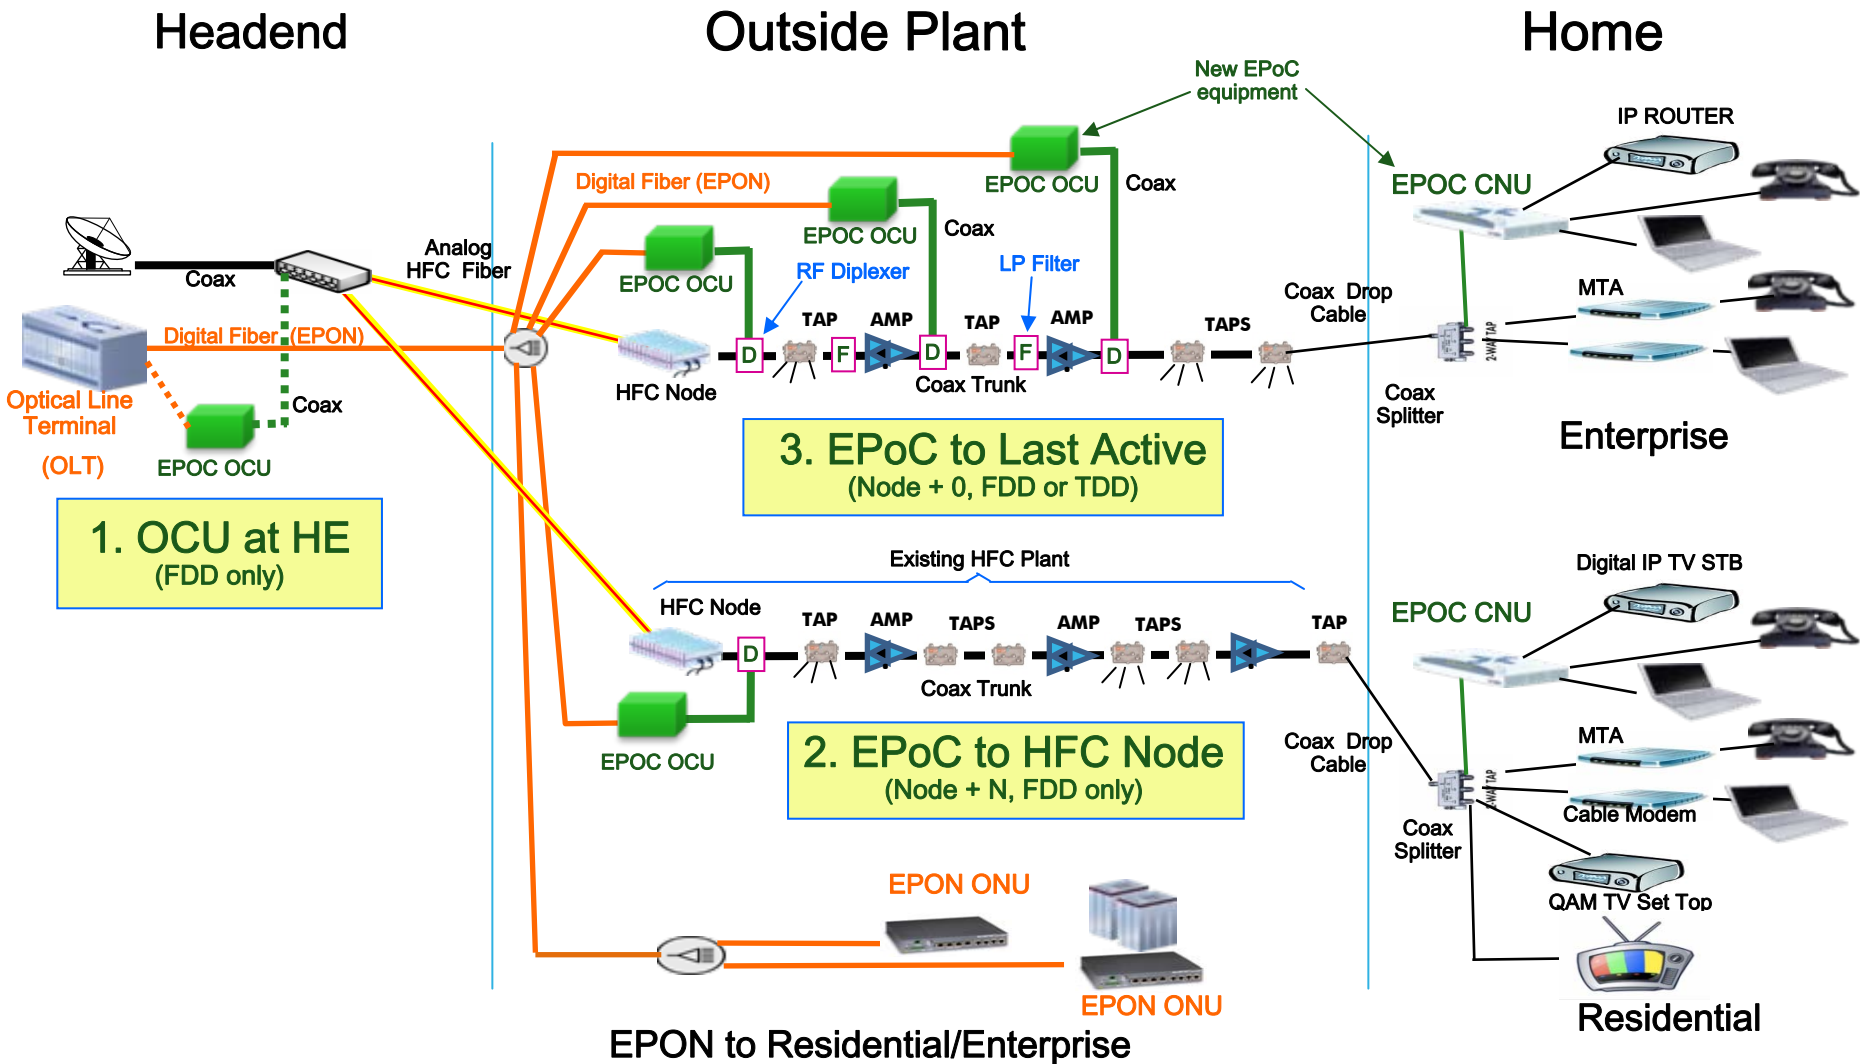 Headend
Outside Plant
Home
New EPoC
equipment
IP ROUTER
EPOC CNU
Digital Fiber (EPON)
EPOC OCU
Coax
EPOC OCU
Coax
EPOC OCU
RF Diplexer
LP Filter
Analog
HFC Fiber
Coax
Coax Drop
Cable
MTA
TAP
AMP
TAP
AMP
TAPS
Digital Fiber (EPON)
D
F
D
F
D
2-WAY TAP
HFC Node
Coax Trunk
Optical Line
Terminal
(OLT)
Coax
EPOC OCU
Coax
Splitter
Enterprise
3. EPoC to Last Active
(Node + 0, FDD or TDD)
1. OCU at HE
(FDD only)
Existing HFC Plant
Digital IP TV STB
HFC Node
EPOC CNU
TAP
AMP
TAPS
AMP
TAPS
TAP
D
Coax Trunk
EPOC OCU
2. EPoC to HFC Node
(Node + N, FDD only)
Coax Drop
Cable
MTA
2-WAY TAP
Cable Modem
Coax
Splitter
QAM TV Set Top
EPON ONU
EPON ONU
Residential
EPON to Residential/Enterprise